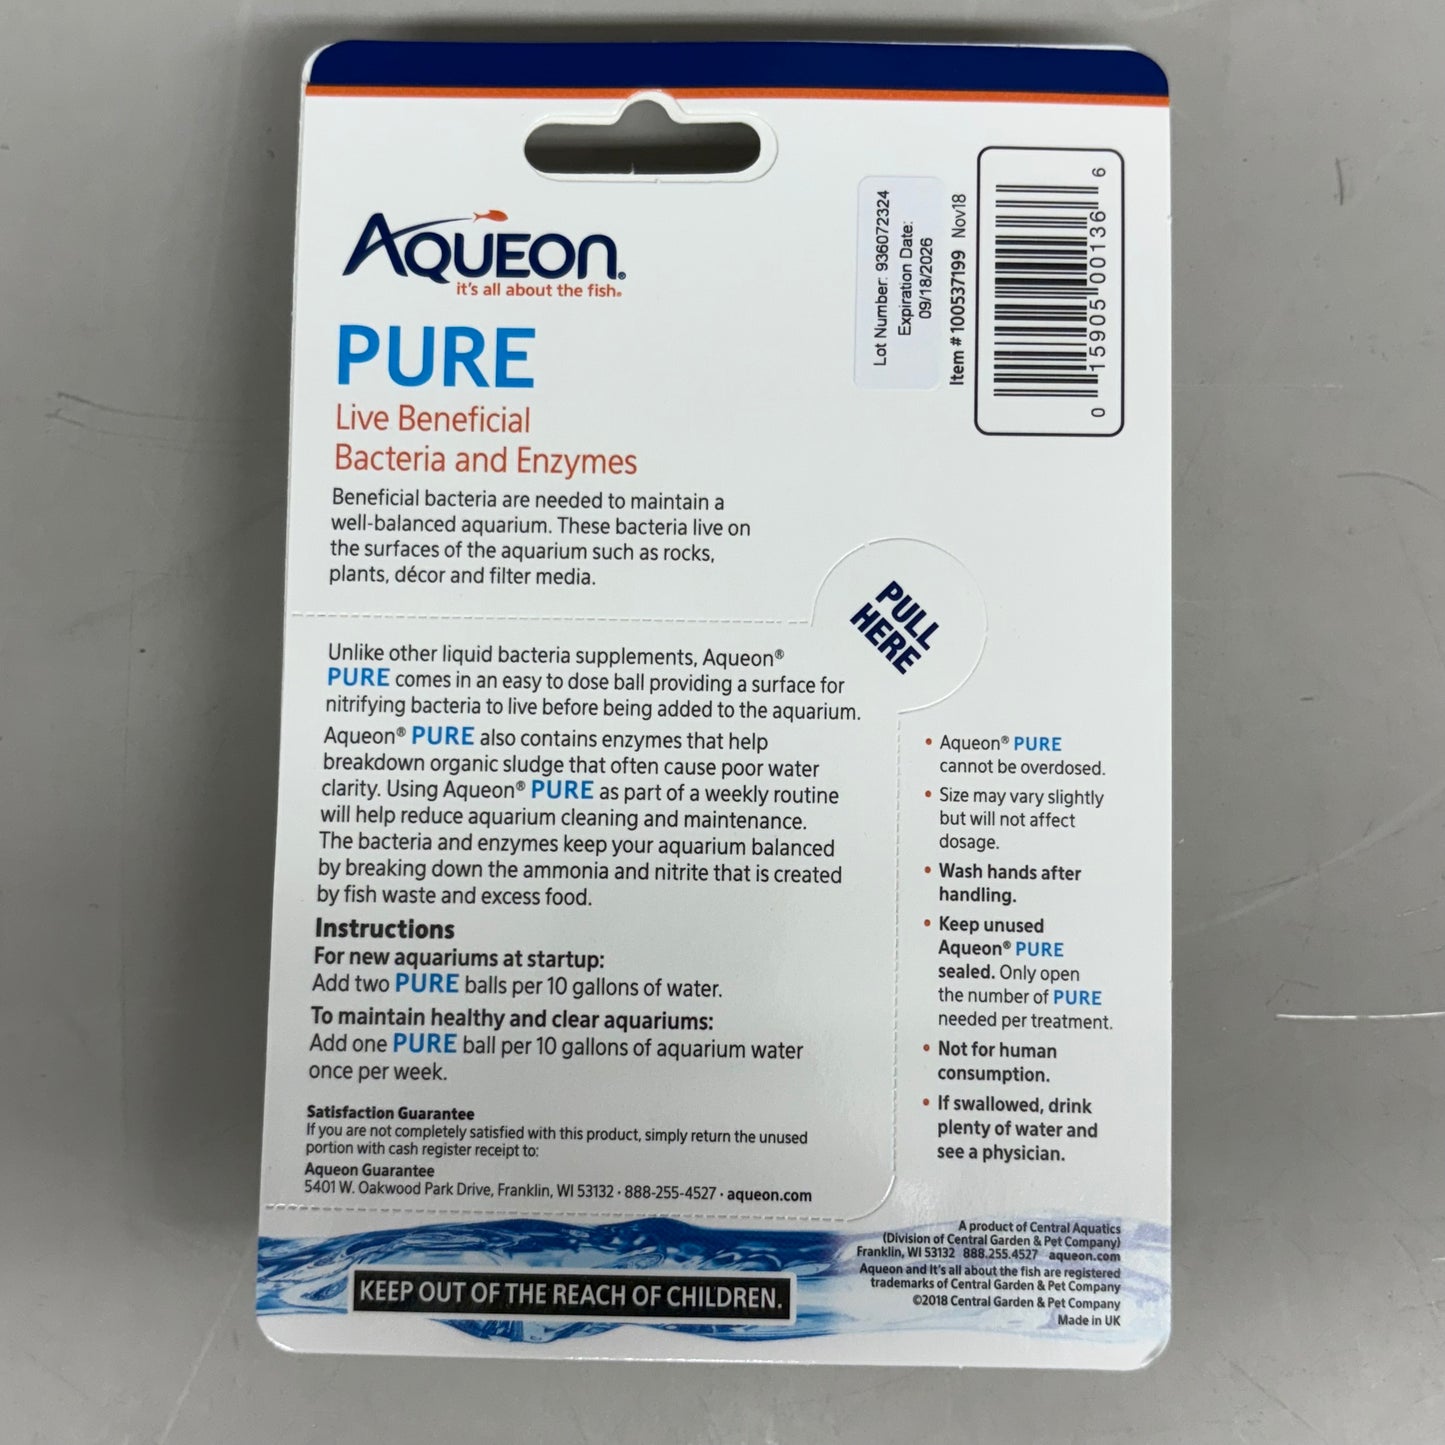 AQUEON®
it's all about the fish®
PURE
Live Beneficial
Bacteria and Enzymes
Beneficial bacteria are needed to maintain a
well-balanced aquarium. These bacteria live on
the surfaces of the aquarium such as rocks,
plants, décor and filter media.
Lot Number: 936072324
Expiration Date:
09/18/2026
Item # 100537199 Nov18
0 15905 00136 6
PULL
HERE
Unlike other liquid bacteria supplements, Aqueon®
PURE comes in an easy to dose ball providing a surface for
nitrifying bacteria to live before being added to the aquarium.
Aqueon® PURE also contains enzymes that help
breakdown organic sludge that often cause poor water
clarity. Using Aqueon® PURE as part of a weekly routine
will help reduce aquarium cleaning and maintenance.
The bacteria and enzymes keep your aquarium balanced
by breaking down the ammonia and nitrite that is created
by fish waste and excess food.
Instructions
For new aquariums at startup:
Add two PURE balls per 10 gallons of water.
To maintain healthy and clear aquariums:
Add one PURE ball per 10 gallons of aquarium water
once per week.
Satisfaction Guarantee
If you are not completely satisfied with this product, simply return the unused
portion with cash register receipt to:
Aqueon Guarantee
5401 W. Oakwood Park Drive, Franklin, WI 53132 · 888-255-4527 · aqueon.com
• Aqueon® PURE
cannot be overdosed.
• Size may vary slightly
but will not affect
dosage.
• Wash hands after
handling.
• Keep unused
Aqueon® PURE
sealed. Only open
the number of PURE
needed per treatment.
• Not for human
consumption.
• If swallowed, drink
plenty of water and
see a physician.
KEEP OUT OF THE REACH OF CHILDREN.
A product of Central Aquatics
(Division of Central Garden & Pet Company)
Franklin, WI 53132 888.255.4527 aqueon.com
Aqueon and It's all about the fish are registered
trademarks of Central Garden & Pet Company
©2018 Central Garden & Pet Company
Made in UK